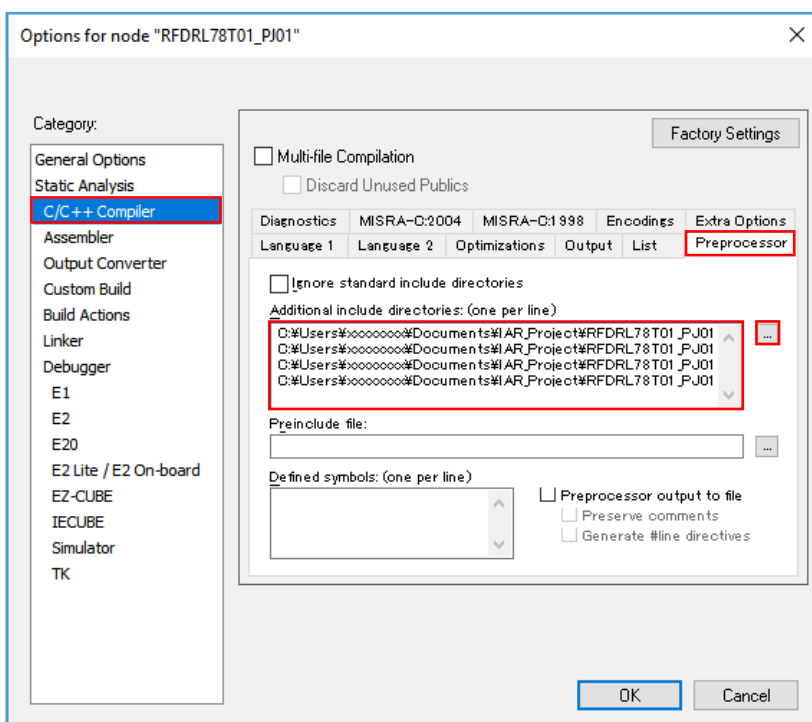 Options for node "RFDRL78T01_PJ01"
Category:
General Options
Static Analysis
C/C++ Compiler
Assembler
Output Converter
Custom Build
Build Actions
Linker
Debugger
E1
E2
E20
E2 Lite / E2 On-board
EZ-CUBE
IECUBE
Simulator
TK
Factory Settings
Multi-file Compilation
Discard Unused Publics
Diagnostics MISRA-C:2004 MISRA-C:1998 Encodings Extra Options
Language 1 Language 2 Optimizations Output List Preprocessor
Ignore standard include directories
Additional include directories: (one per line)
C:¥Users¥xxxxxxxx¥Documents¥IAR_Project¥RFDRL78T01_PJ01
C:¥Users¥xxxxxxxx¥Documents¥IAR_Project¥RFDRL78T01_PJ01
C:¥Users¥xxxxxxxx¥Documents¥IAR_Project¥RFDRL78T01_PJ01
C:¥Users¥xxxxxxxx¥Documents¥IAR_Project¥RFDRL78T01_PJ01
...
Preinclude file:
...
Defined symbols: (one per line)
Preprocessor output to file
Preserve comments
Generate #line directives
OK Cancel